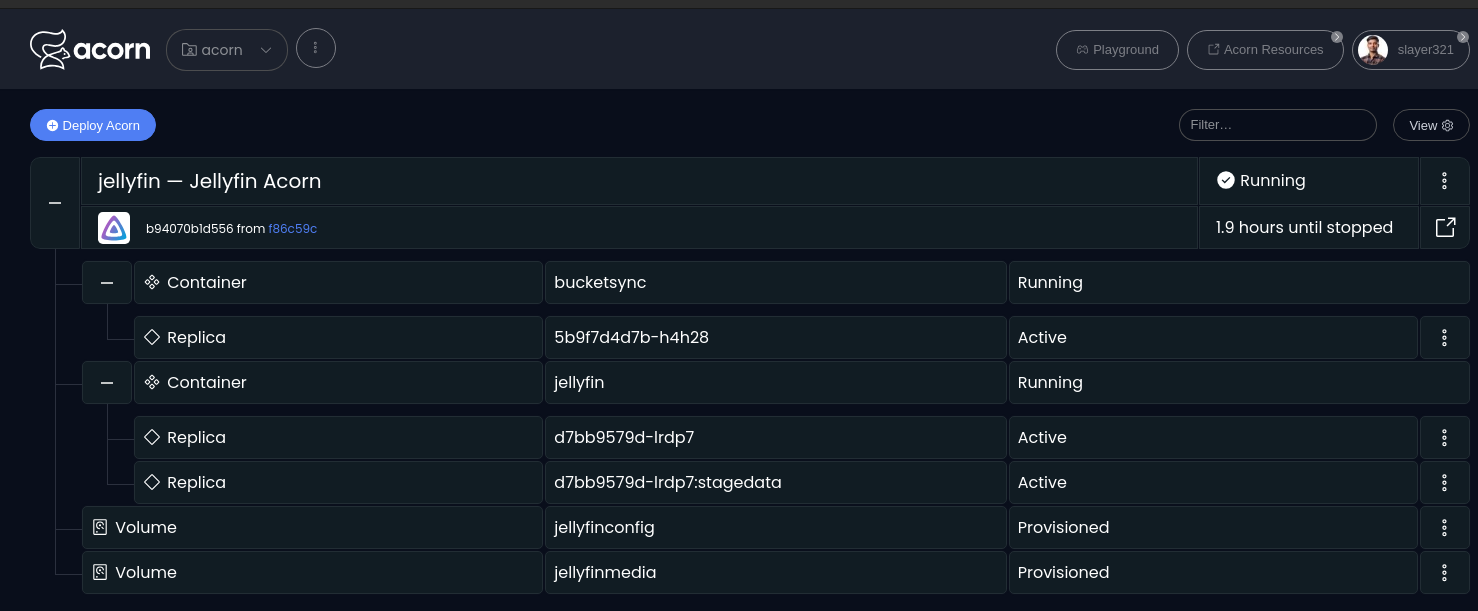 acorn acorn Playground Acorn Resources slayer321
Deploy Acorn Filter... View
jellyfin — Jellyfin Acorn Running
b94070b1d556 from f86c59c 1.9 hours until stopped
Container bucketsync Running
Replica 5b9f7d4d7b-h4h28 Active
Container jellyfin Running
Replica d7bb9579d-lrdp7 Active
Replica d7bb9579d-lrdp7:stagedata Active
Volume jellyfinconfig Provisioned
Volume jellyfinmedia Provisioned